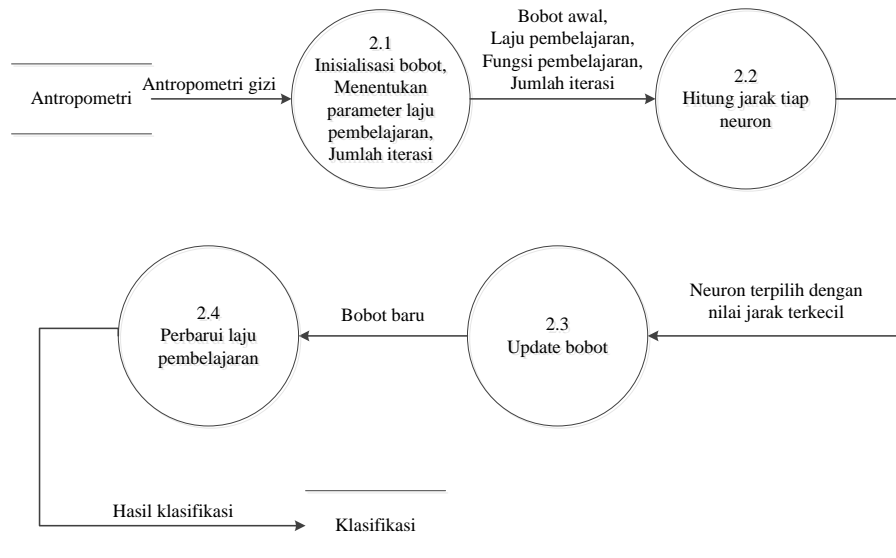 Antropometri
Antropometri gizi
2.1
Inisialisasi bobot,
Menentukan
parameter laju
pembelajaran,
Jumlah iterasi
Bobot awal,
Laju pembelajaran,
Fungsi pembelajaran,
Jumlah iterasi
2.2
Hitung jarak tiap
neuron
Neuron terpilih dengan
nilai jarak terkecil
2.3
Update bobot
Bobot baru
2.4
Perbarui laju
pembelajaran
Hasil klasifikasi
Klasifikasi